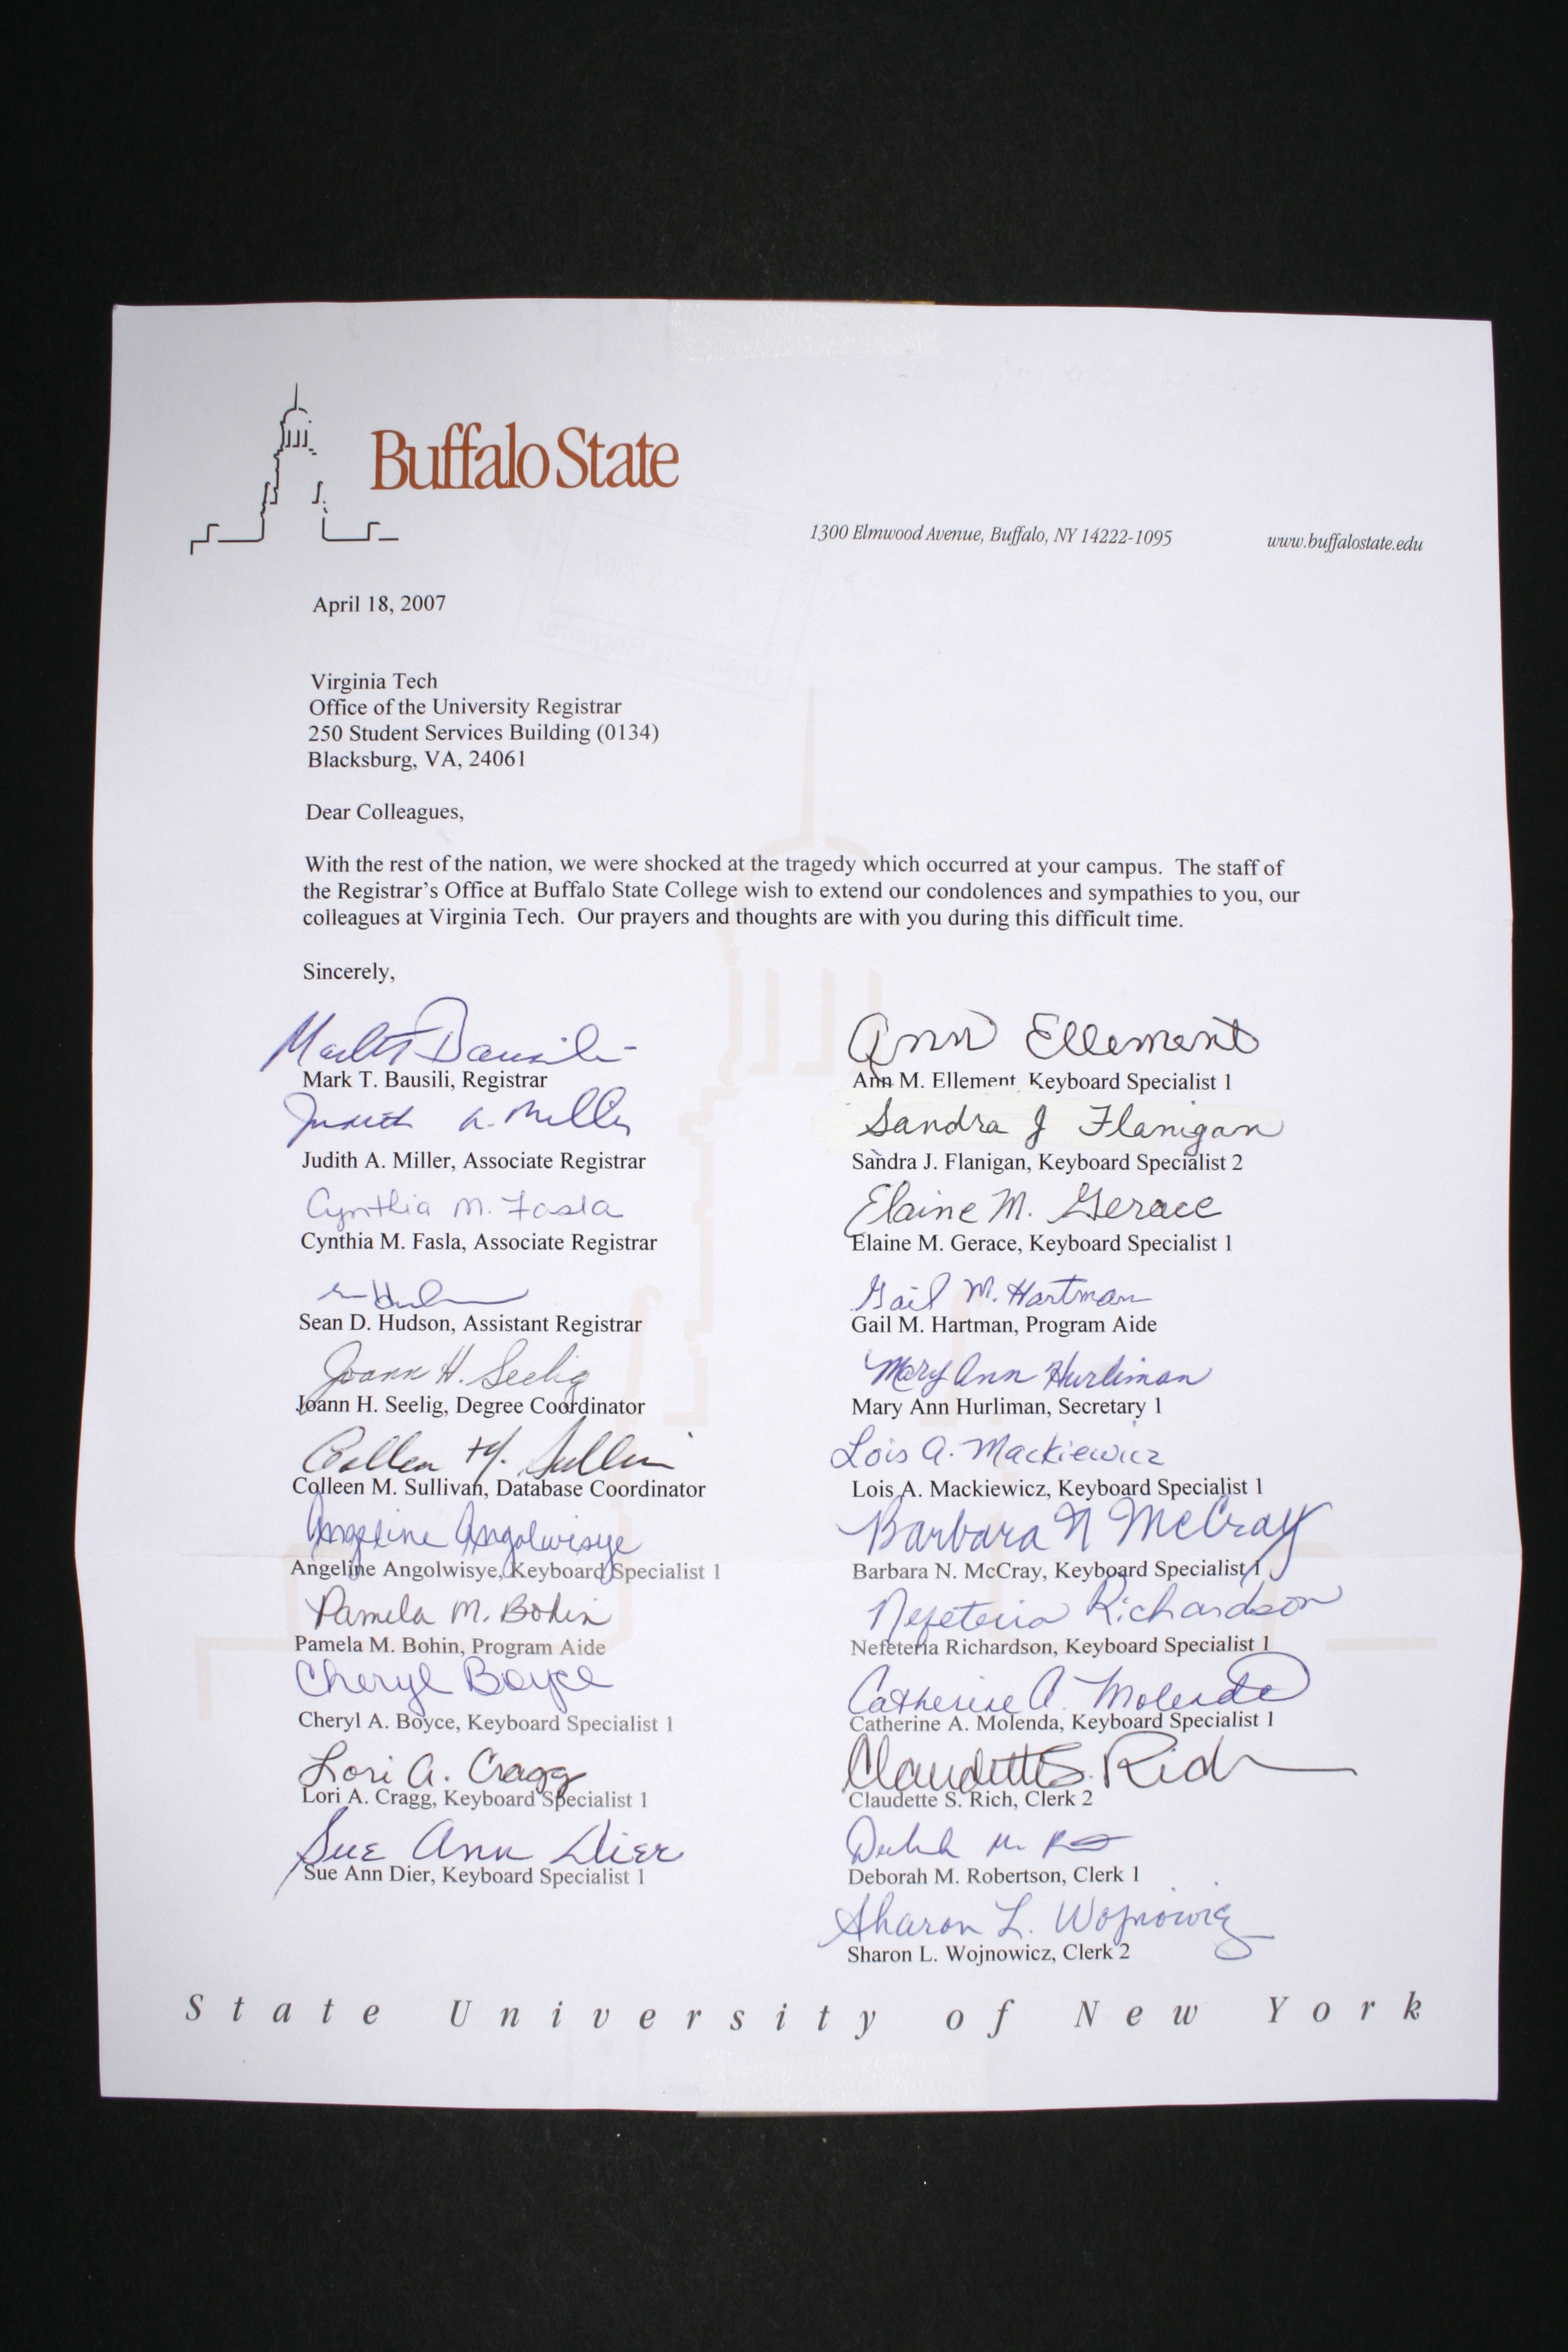 Buffalo State
1300 Elmwood Avenue, Buffalo, NY 14222-1095 www.buffalostate.edu
April 18, 2007
Virginia Tech
Office of the University Registrar
250 Student Services Building (0134)
Blacksburg, VA, 24061
Dear Colleagues,
With the rest of the nation, we were shocked at the tragedy which occurred at your campus. The staff of
the Registrar's Office at Buffalo State College wish to extend our condolences and sympathies to you, our
colleagues at Virginia Tech. Our prayers and thoughts are with you during this difficult time.
Sincerely,
Mark T Bausili
Mark T. Bausili, Registrar
Judith A. Miller
Judith A. Miller, Associate Registrar
Cynthia M. Fasla
Cynthia M. Fasla, Associate Registrar
Sean D. Hudson, Assistant Registrar
Joann H. Seelig
Joann H. Seelig, Degree Coordinator
Colleen M. Sullivan
Colleen M. Sullivan, Database Coordinator
Angeline Angolwisye
Angeline Angolwisye, Keyboard Specialist 1
Pamela M. Bohin
Pamela M. Bohin, Program Aide
Cheryl Boyce
Cheryl A. Boyce, Keyboard Specialist 1
Lori A. Cragg
Lori A. Cragg, Keyboard Specialist 1
Sue Ann Dier
Sue Ann Dier, Keyboard Specialist 1
Ann Ellement
Ann M. Ellement, Keyboard Specialist 1
Sandra J Flanigan
Sandra J. Flanigan, Keyboard Specialist 2
Elaine M. Gerace
Elaine M. Gerace, Keyboard Specialist 1
Gail M. Hartman
Gail M. Hartman, Program Aide
Mary Ann Hurliman
Mary Ann Hurliman, Secretary 1
Lois A. Mackiewicz
Lois A. Mackiewicz, Keyboard Specialist 1
Barbara N McCray
Barbara N. McCray, Keyboard Specialist 1
Nefeteria Richardson
Nefeteria Richardson, Keyboard Specialist 1
Catherine A. Molenda
Catherine A. Molenda, Keyboard Specialist 1
Claudette S. Rich
Claudette S. Rich, Clerk 2
Deborah M. Robertson, Clerk 1
Sharon L. Wojnowicz
Sharon L. Wojnowicz, Clerk 2
State University of New York